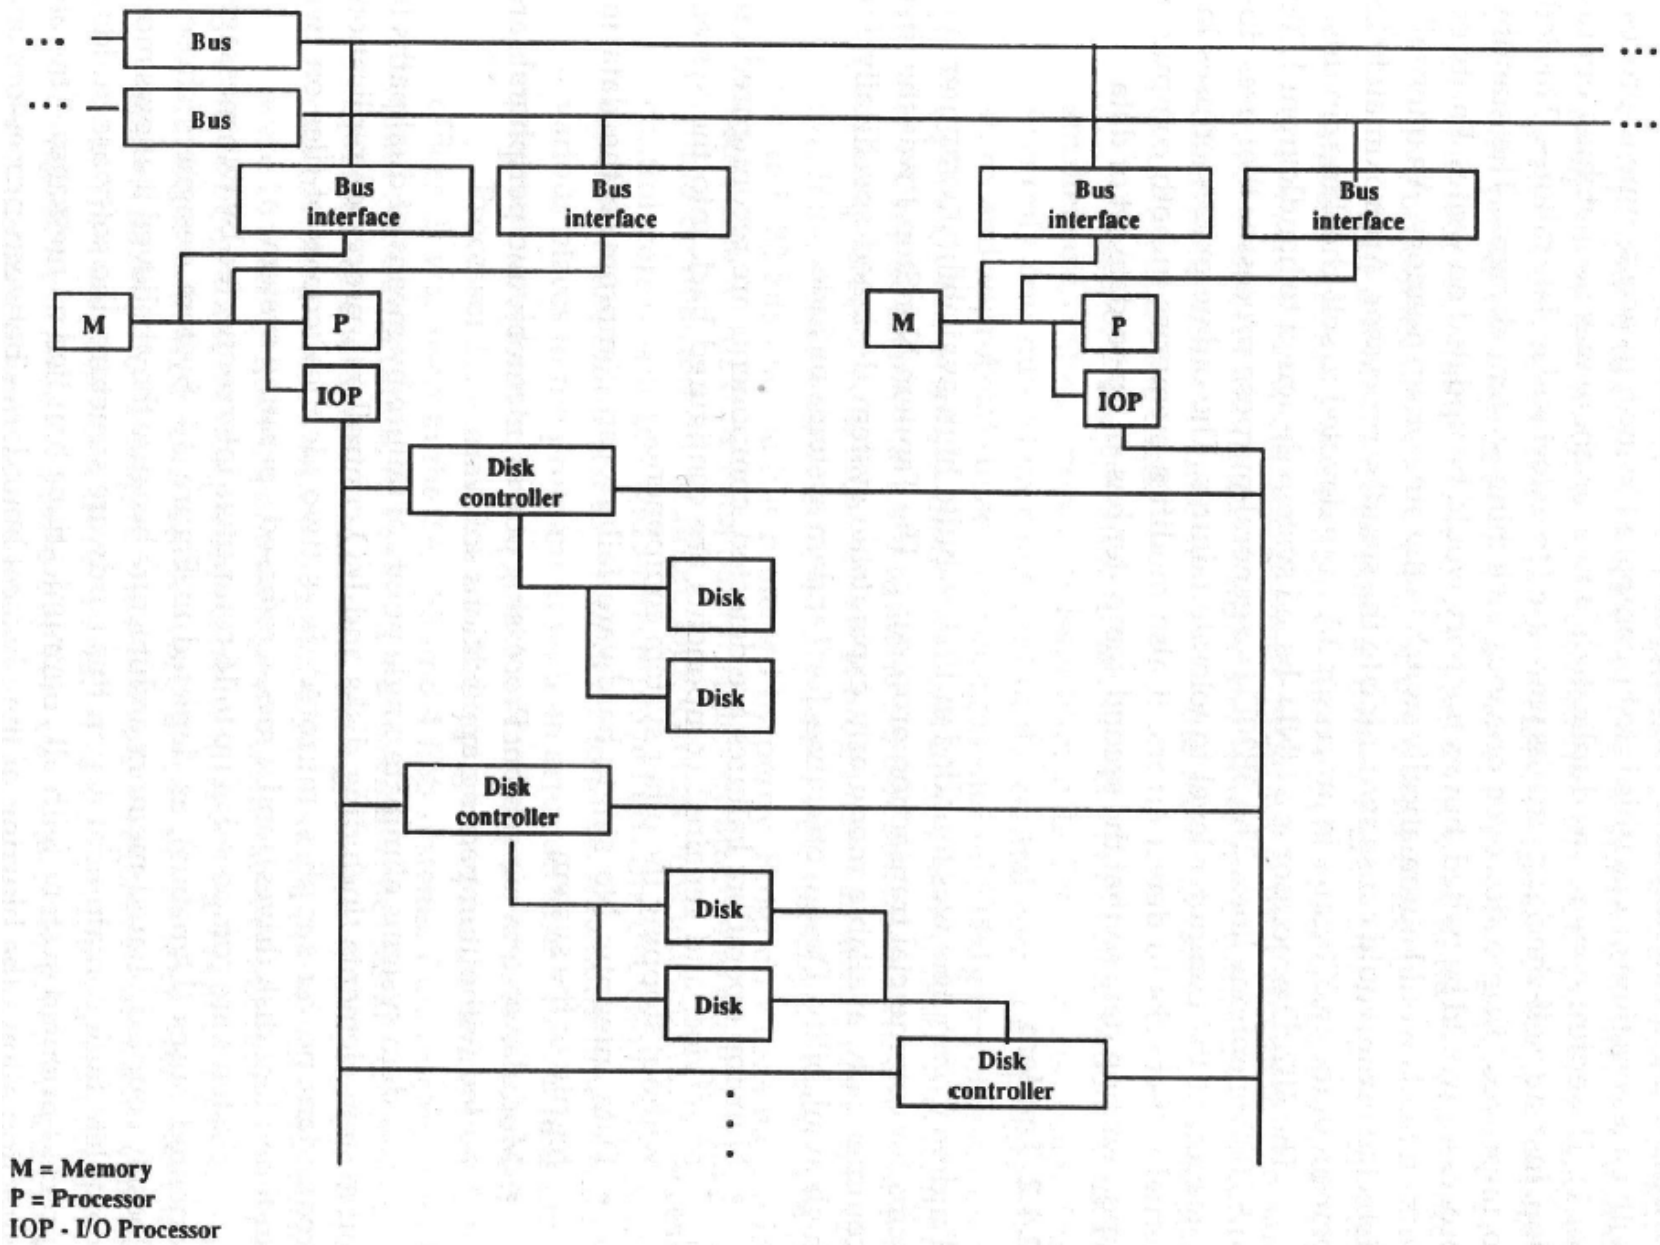 ... Bus ...
... Bus ...
Bus
interface
Bus
interface
Bus
interface
Bus
interface
M
P
IOP
M
P
IOP
Disk
controller
Disk
Disk
Disk
controller
Disk
Disk
Disk
controller
M = Memory
P = Processor
IOP - I/O Processor